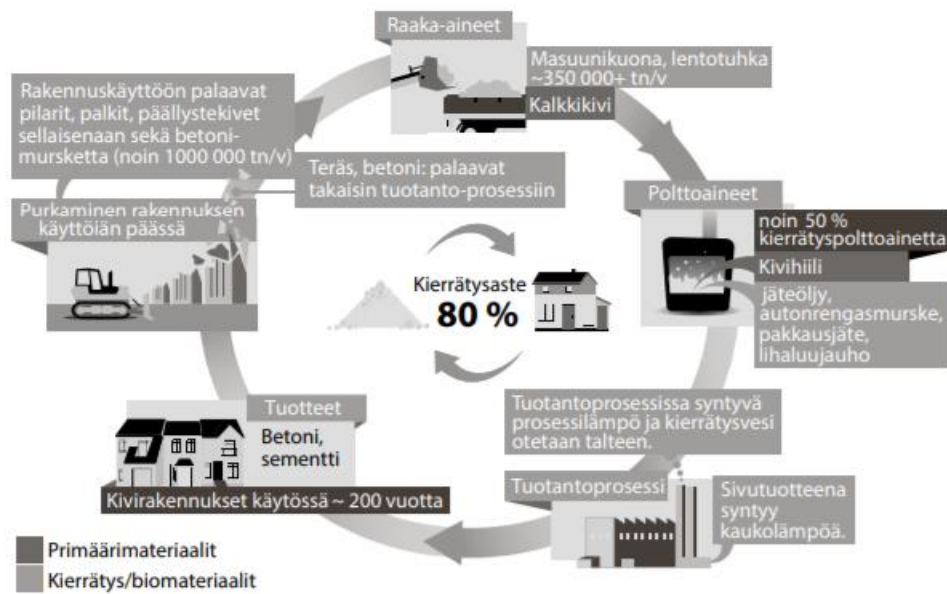 Raaka-aineet
Masuunikuona, lentotuhka
~350 000+ tn/v
Kalkkikivi
Polttoaineet
noin 50 %
kierrätyspolttoainetta
Kivihiili
jäteöljy,
autonrengasmurske,
pakkausjäte,
lihaluujauho
Tuotantoprosessissa syntyvä
prosessilämpö ja kierrätysvesi
otetaan talteen.
Tuotantoprosessi
Sivutuotteena
syntyy
kaukolämpöä.
Tuotteet
Betoni,
sementti
Kivirakennukset käytössä ~ 200 vuotta
Purkaminen rakennuksen
käyttöiän päässä
Rakennuskäyttöön palaavat
pilarit, palkit, päällystekivet
sellaisenaan sekä betoni-
mursketta (noin 1000 000 tn/v)
Teräs, betoni: palaavat
takaisin tuotanto-prosessiin
Kierrätysaste
80 %
Primäärimateriaalit
Kierrätys/biomateriaalit